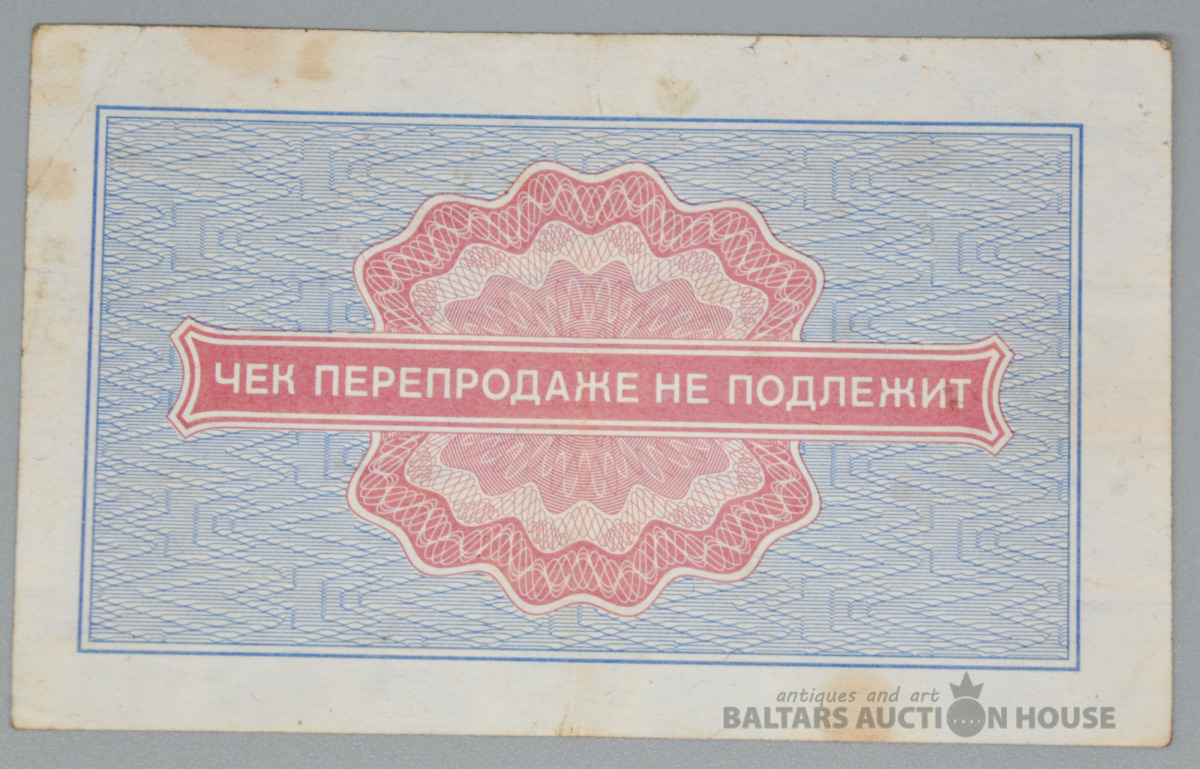 ЧЕК ПЕРЕПРОДАЖЕ НЕ ПОДЛЕЖИТ
antiques and art
BALTARS AUCTION HOUSE